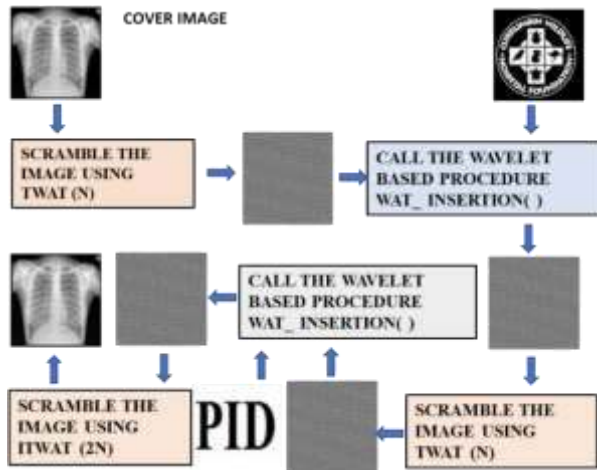 COVER IMAGE
SCRAMBLE THE
IMAGE USING
TWAT (N)
CALL THE WAVELET
BASED PROCEDURE
WAT_ INSERTION( )
CALL THE WAVELET
BASED PROCEDURE
WAT_ INSERTION( )
SCRAMBLE THE
IMAGE USING
ITWAT (2N)
PID
SCRAMBLE THE
IMAGE USING
TWAT (N)